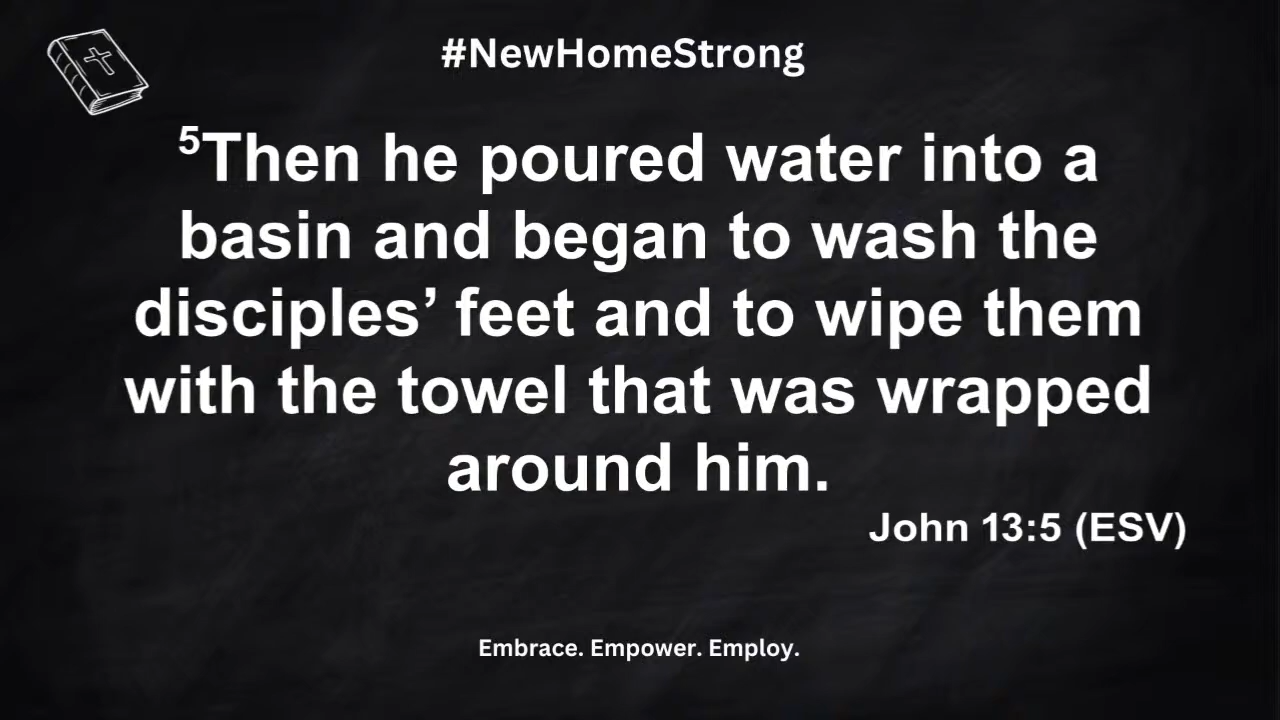 #NewHomeStrong
⁵Then he poured water into a
basin and began to wash the
disciples’ feet and to wipe them
with the towel that was wrapped
around him.
John 13:5 (ESV)
Embrace. Empower. Employ.